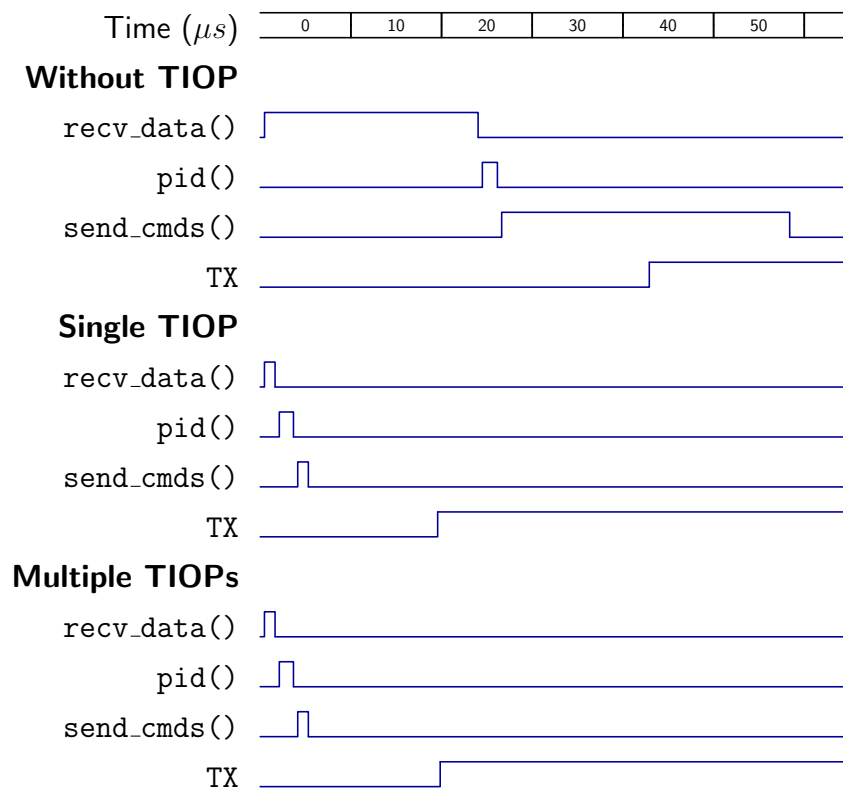 Time (μs) 0 10 20 30 40 50
Without TIOP
recv_data()
pid()
send_cmds()
TX
Single TIOP
recv_data()
pid()
send_cmds()
TX
Multiple TIOPs
recv_data()
pid()
send_cmds()
TX